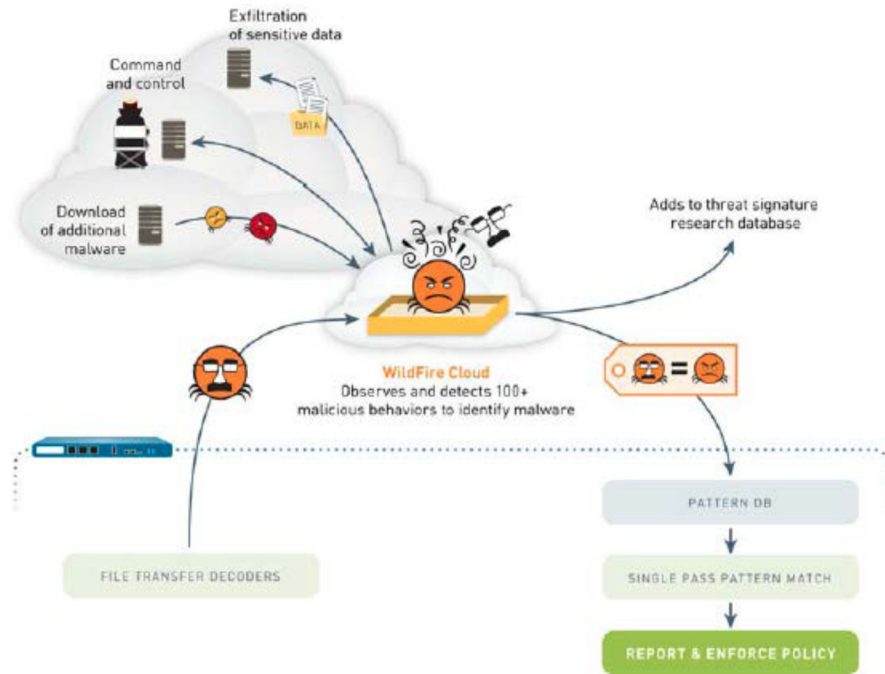 Exfiltration
of sensitive data
Command
and control
DATA
Download
of additional
malware
Adds to threat signature
research database
WildFire Cloud
Observes and detects 100+
malicious behaviors to identify malware
PATTERN DB
FILE TRANSFER DECODERS
SINGLE PASS PATTERN MATCH
REPORT & ENFORCE POLICY